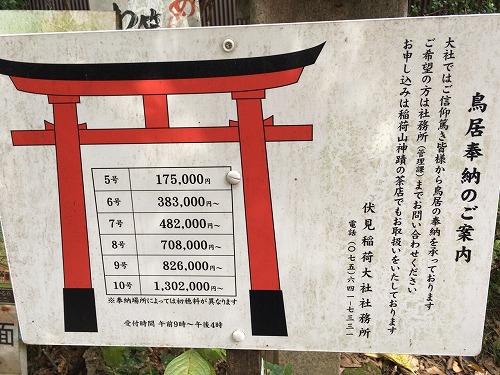 鳥居奉納のご案内
大社ではご信仰篤き皆様から鳥居の奉納を承っております
ご希望の方は社務所(管理課)までお問い合わせください
お申し込みは稲荷山神蹟の茶店でもお取扱いをいたしております
伏見稲荷大社社務所
電話(〇七五)六四一-七三三一
5号 175,000円
6号 383,000円~
7号 482,000円~
8号 708,000円~
9号 826,000円~
10号 1,302,000円~
※奉納場所によっては初穂料が異なります
受付時間 午前9時~午後4時
面